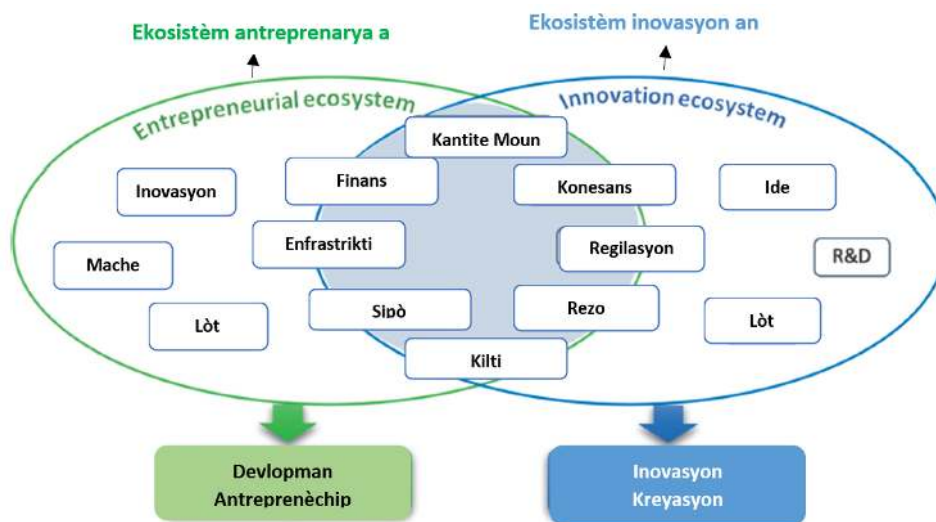 Ekosistèm antreprenarya a
Ekosistèm inovasyon an
Entrepreneurial ecosystem
Innovation ecosystem
Kantite Moun
Finans
Konesans
Inovasyon
Ide
Enfrastrikti
Regilasyon
Mache
R&D
Sipò
Rezo
Lòt
Lòt
Kilti
Devlopman
Antreprenèchip
Inovasyon
Kreyasyon